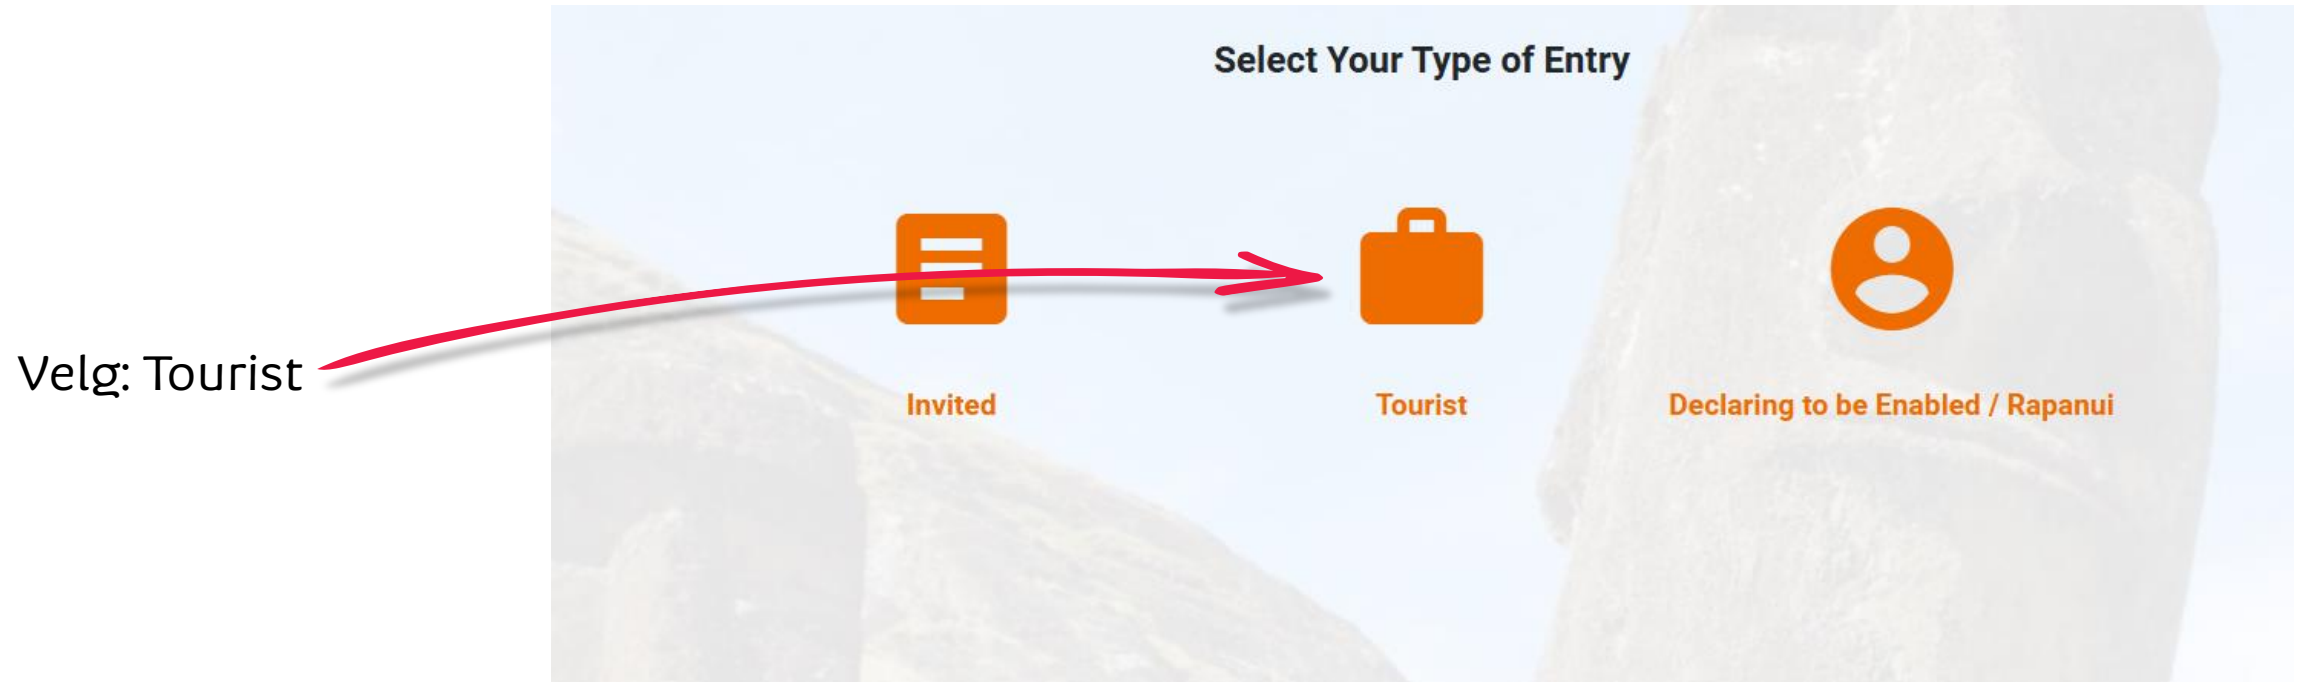 Select Your Type of Entry
Velg: Tourist
Invited
Tourist
Declaring to be Enabled / Rapanui